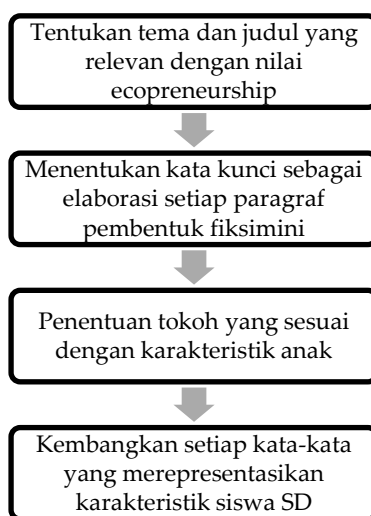 Tentukan tema dan judul yang
relevan dengan nilai
ecopreneurship
Menentukan kata kunci sebagai
elaborasi setiap paragraf
pembentuk fiksimini
Penentuan tokoh yang sesuai
dengan karakteristik anak
Kembangkan setiap kata-kata
yang merepresentasikan
karakteristik siswa SD